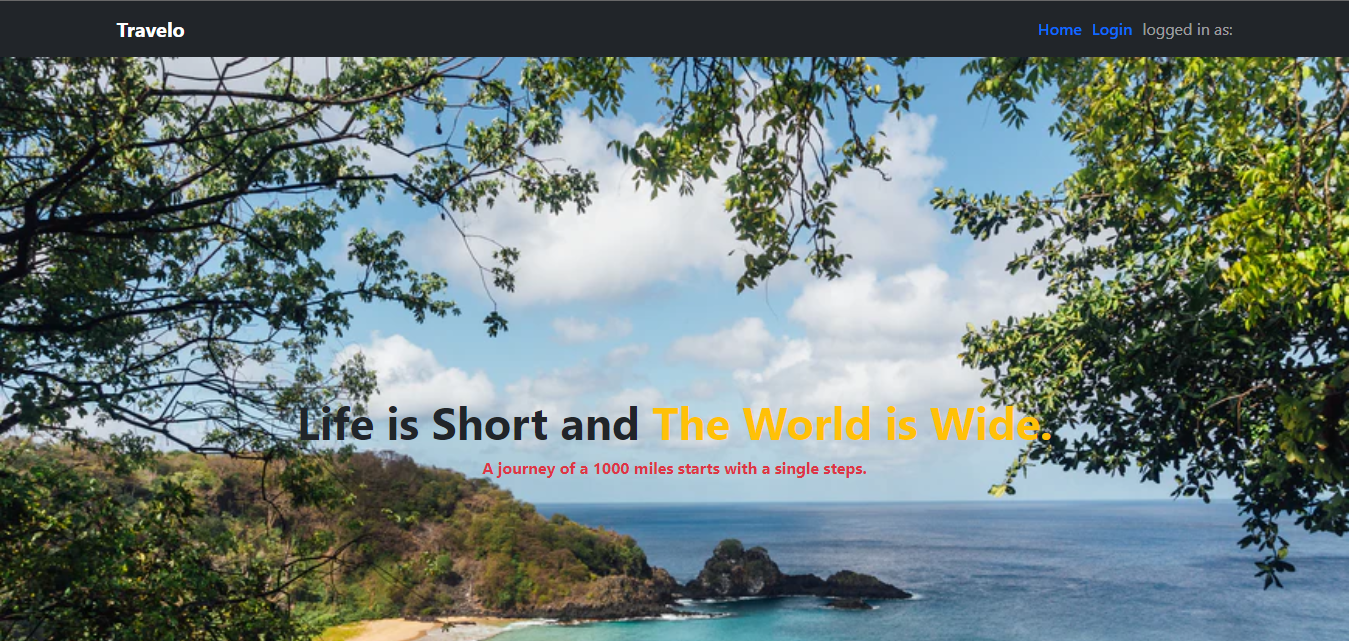 Travelo
Home Login logged in as:
Life is Short and The World is Wide.
A journey of a 1000 miles starts with a single steps.